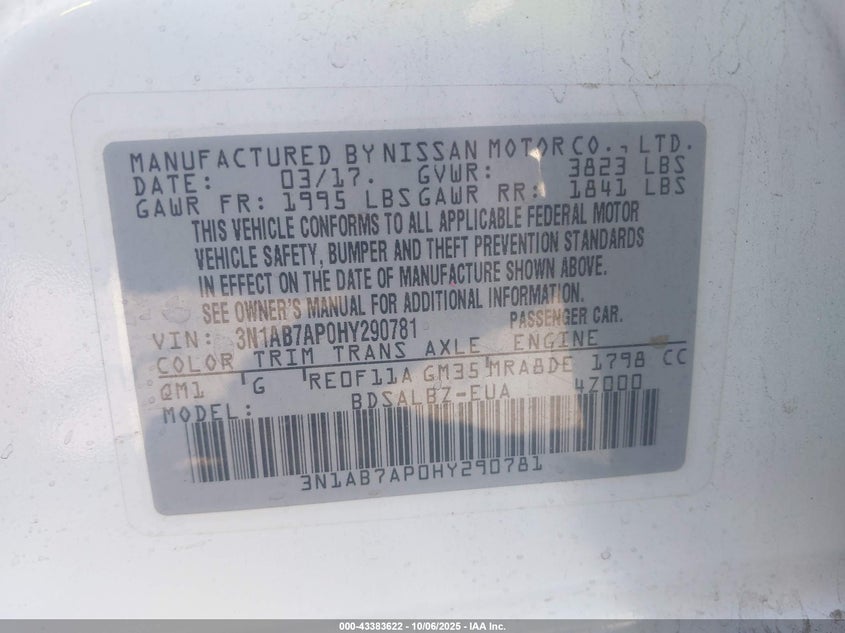 MANUFACTURED BY NISSAN MOTOR CO., LTD.
DATE: 03/17. GVWR: 3823 LBS
GAWR FR: 1995 LBS GAWR RR: 1841 LBS
THIS VEHICLE CONFORMS TO ALL APPLICABLE FEDERAL MOTOR
VEHICLE SAFETY, BUMPER AND THEFT PREVENTION STANDARDS
IN EFFECT ON THE DATE OF MANUFACTURE SHOWN ABOVE.
SEE OWNER'S MANUAL FOR ADDITIONAL INFORMATION.
VIN: 3N1AB7AP0HY290781 PASSENGER CAR.
COLOR TRIM TRANS AXLE ENGINE
QM1 G RE0F11A GM35 MRA8DE 1798 CC
MODEL: BDSALBZ-EUA 4Z000
3N1AB7AP0HY290781
000-43383622 - 10/06/2025 - IAA Inc.